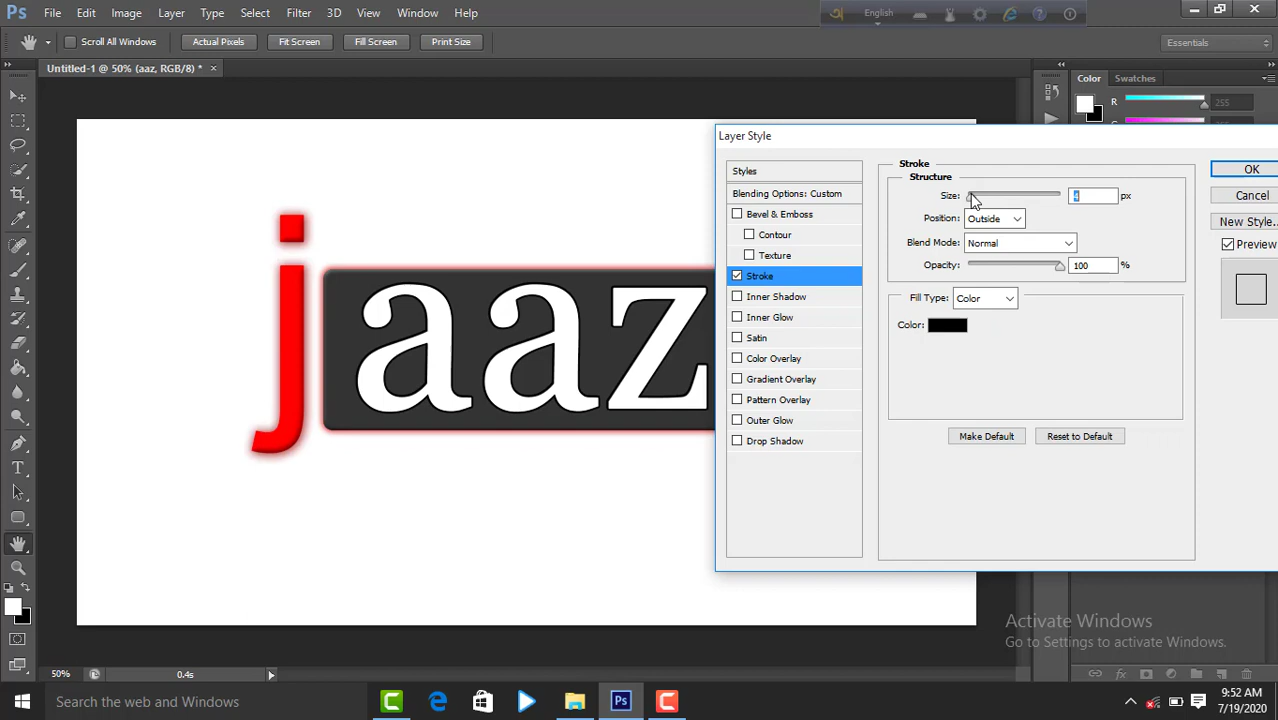 Ps File Edit Image Layer Type Select Filter 3D View Window Help
English
Scroll All Windows Actual Pixels Fit Screen Fill Screen Print Size Essentials
Untitled-1 @ 50% (aaz, RGB/8) * ×
Color Swatches
R 255
Layer Style
Styles
Blending Options: Custom
Bevel & Emboss
Contour
Texture
Stroke
Inner Shadow
Inner Glow
Satin
Color Overlay
Gradient Overlay
Pattern Overlay
Outer Glow
Drop Shadow
Stroke
Structure
Size: px
Position: Outside
Blend Mode: Normal
Opacity: 100 %
Fill Type: Color
Color:
Make Default Reset to Default
OK
Cancel
New Style...
Preview
jaaz
Activate Windows
Go to Settings to activate Windows.
50% 0.4s
Search the web and Windows
Ps
9:52 AM
7/19/2020